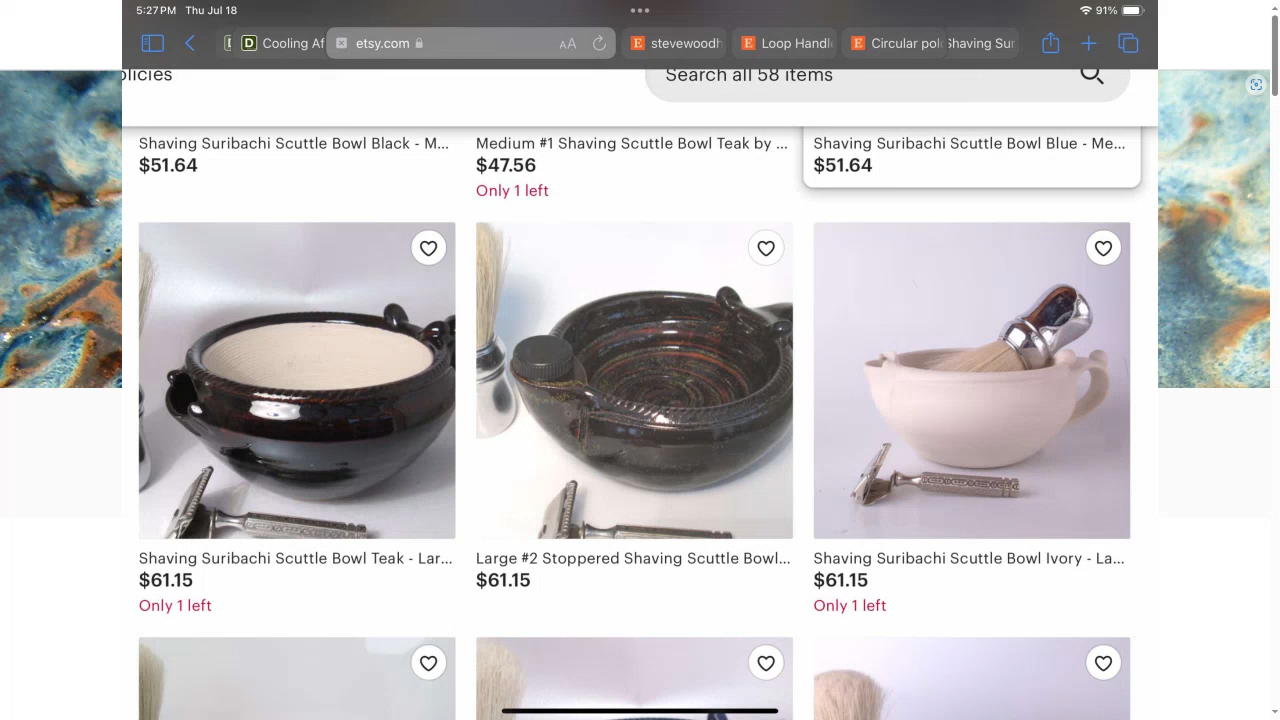 5:27PM Thu Jul 18
91%
Cooling Af
etsy.com
AA
stevewoodh
Loop Handl
Circular pol
Shaving Sur
olicies
Search all 58 items
Shaving Suribachi Scuttle Bowl Black - M...
Medium #1 Shaving Scuttle Bowl Teak by ...
Shaving Suribachi Scuttle Bowl Blue - Me...
$51.64
$47.56
$51.64
Only 1 left
Shaving Suribachi Scuttle Bowl Teak - Lar...
Large #2 Stoppered Shaving Scuttle Bowl...
Shaving Suribachi Scuttle Bowl Ivory - La...
$61.15
$61.15
$61.15
Only 1 left
Only 1 left